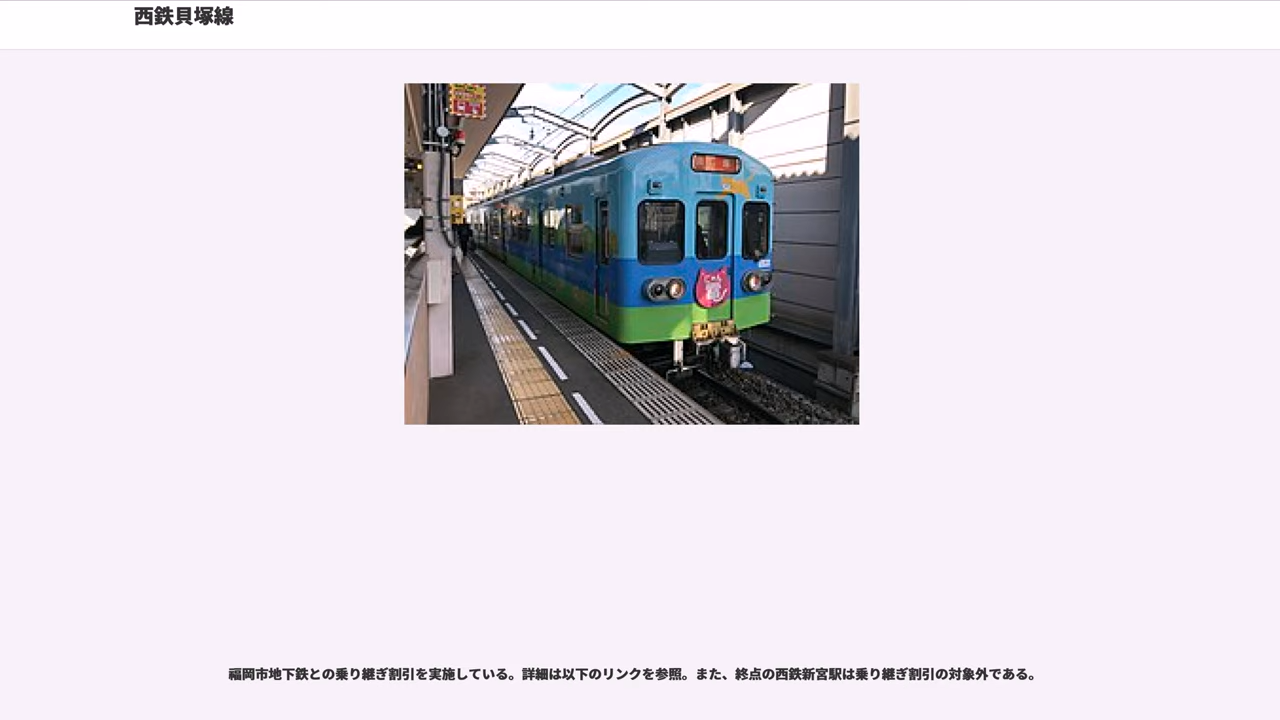 西鉄貝塚線
福岡市地下鉄との乗り継ぎ割引を実施している。詳細は以下のリンクを参照。また、終点の西鉄新宮駅は乗り継ぎ割引の対象外である。